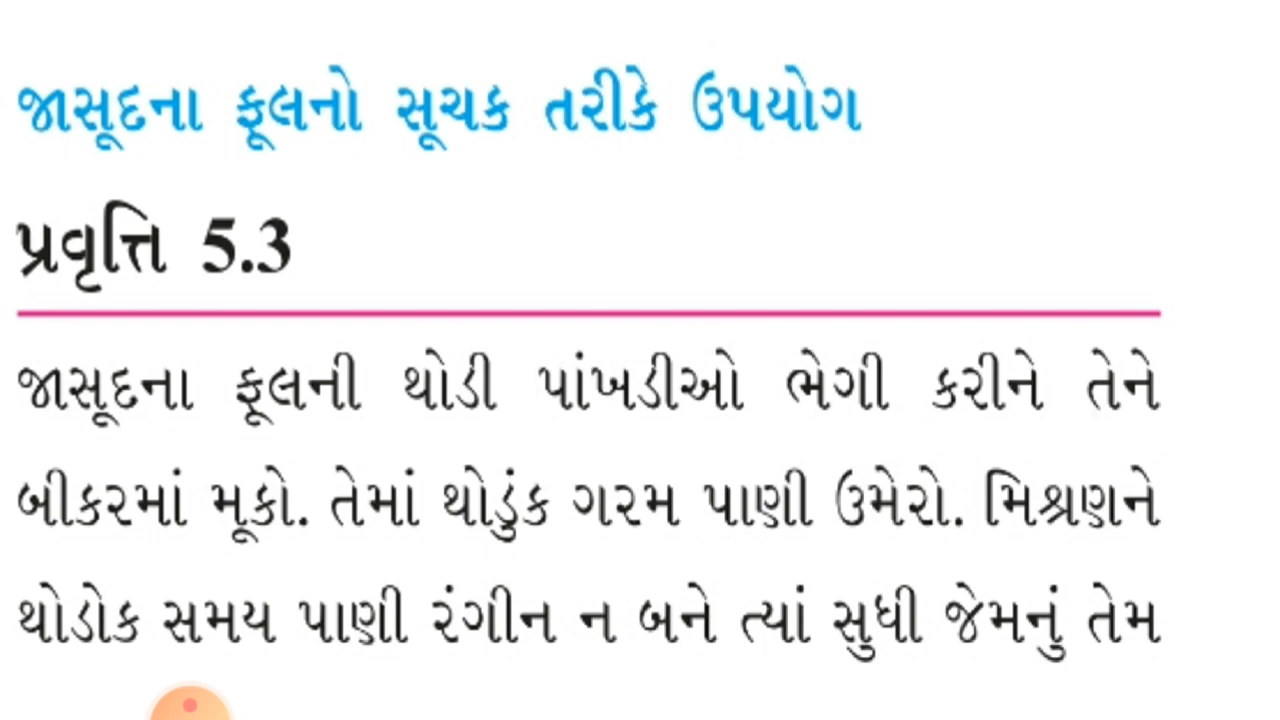 જાસૂદના ફૂલનો સૂચક તરીકે ઉપયોગ
પ્રવૃત્તિ 5.3
જાસૂદના ફૂલની થોડી પાંખડીઓ ભેગી કરીને તેને
બીકરમાં મૂકો. તેમાં થોડુંક ગરમ પાણી ઉમેરો. મિશ્રણને
થોડોક સમય પાણી રંગીન ન બને ત્યાં સુધી જેમનું તેમ